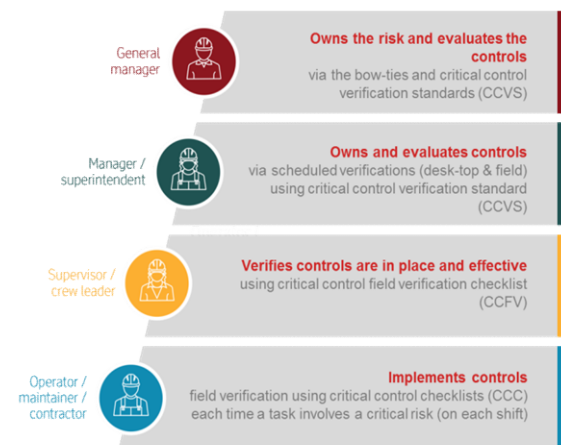 General
manager
Owns the risk and evaluates the
controls
via the bow-ties and critical control
verification standards (CCVS)
Manager /
superintendent
Owns and evaluates controls
via scheduled verifications (desk-top & field)
using critical control verification standard
(CCVS)
Supervisor /
crew leader
Verifies controls are in place and effective
using critical control field verification checklist
(CCFV)
Operator /
maintainer /
contractor
Implements controls
field verification using critical control checklists (CCC)
each time a task involves a critical risk (on each shift)